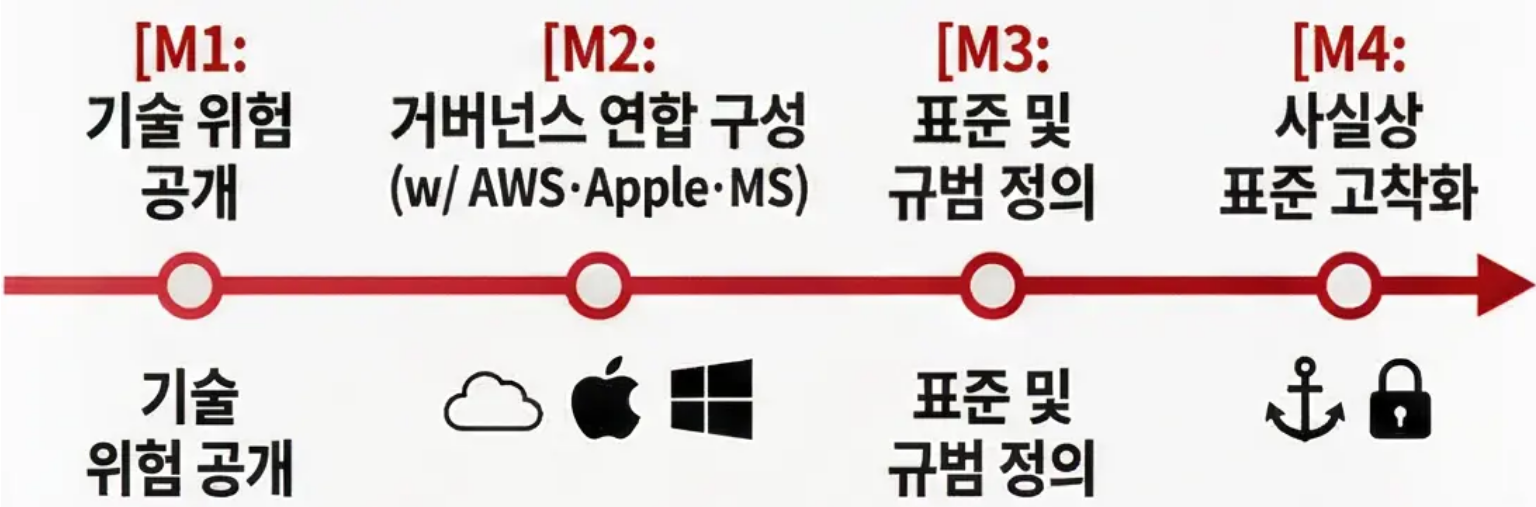 [M1:
기술 위험
공개
[M2:
거버넌스 연합 구성
(w/ AWS·Apple·MS)
[M3:
표준 및
규범 정의
[M4:
사실상
표준 고착화
기술
위험 공개
표준 및
규범 정의